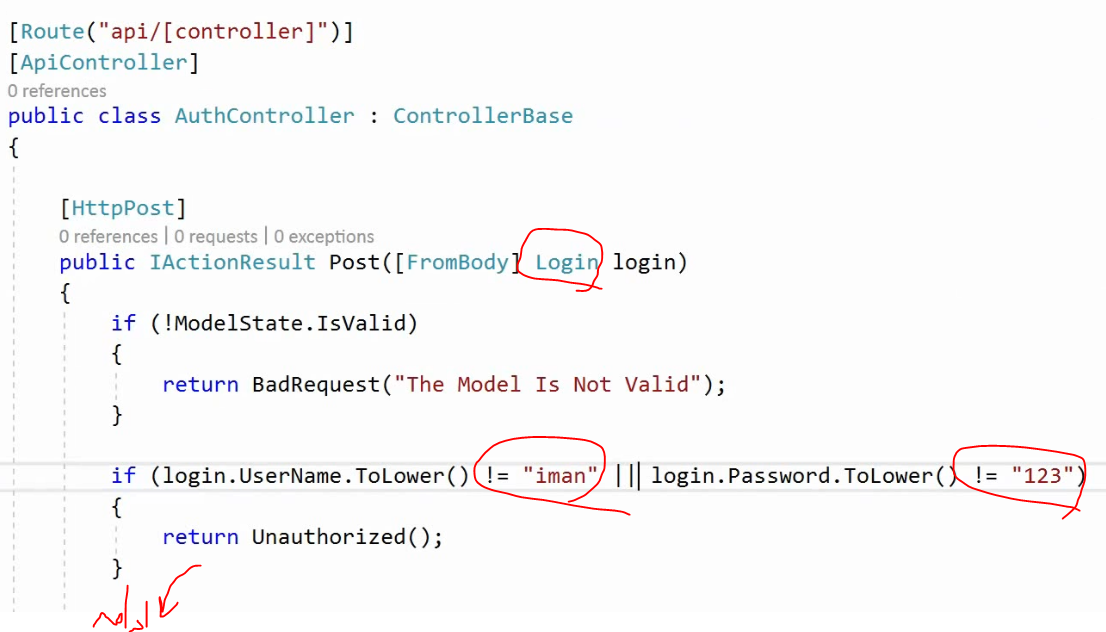 [Route("api/[controller]")]
[ApiController]
0 references
public class AuthController : ControllerBase
{
[HttpPost]
0 references | 0 requests | 0 exceptions
public IActionResult Post([FromBody] Login login)
{
if (!ModelState.IsValid)
{
return BadRequest("The Model Is Not Valid");
}
if (login.UserName.ToLower() != "iman" || login.Password.ToLower() != "123")
{
return Unauthorized();
}